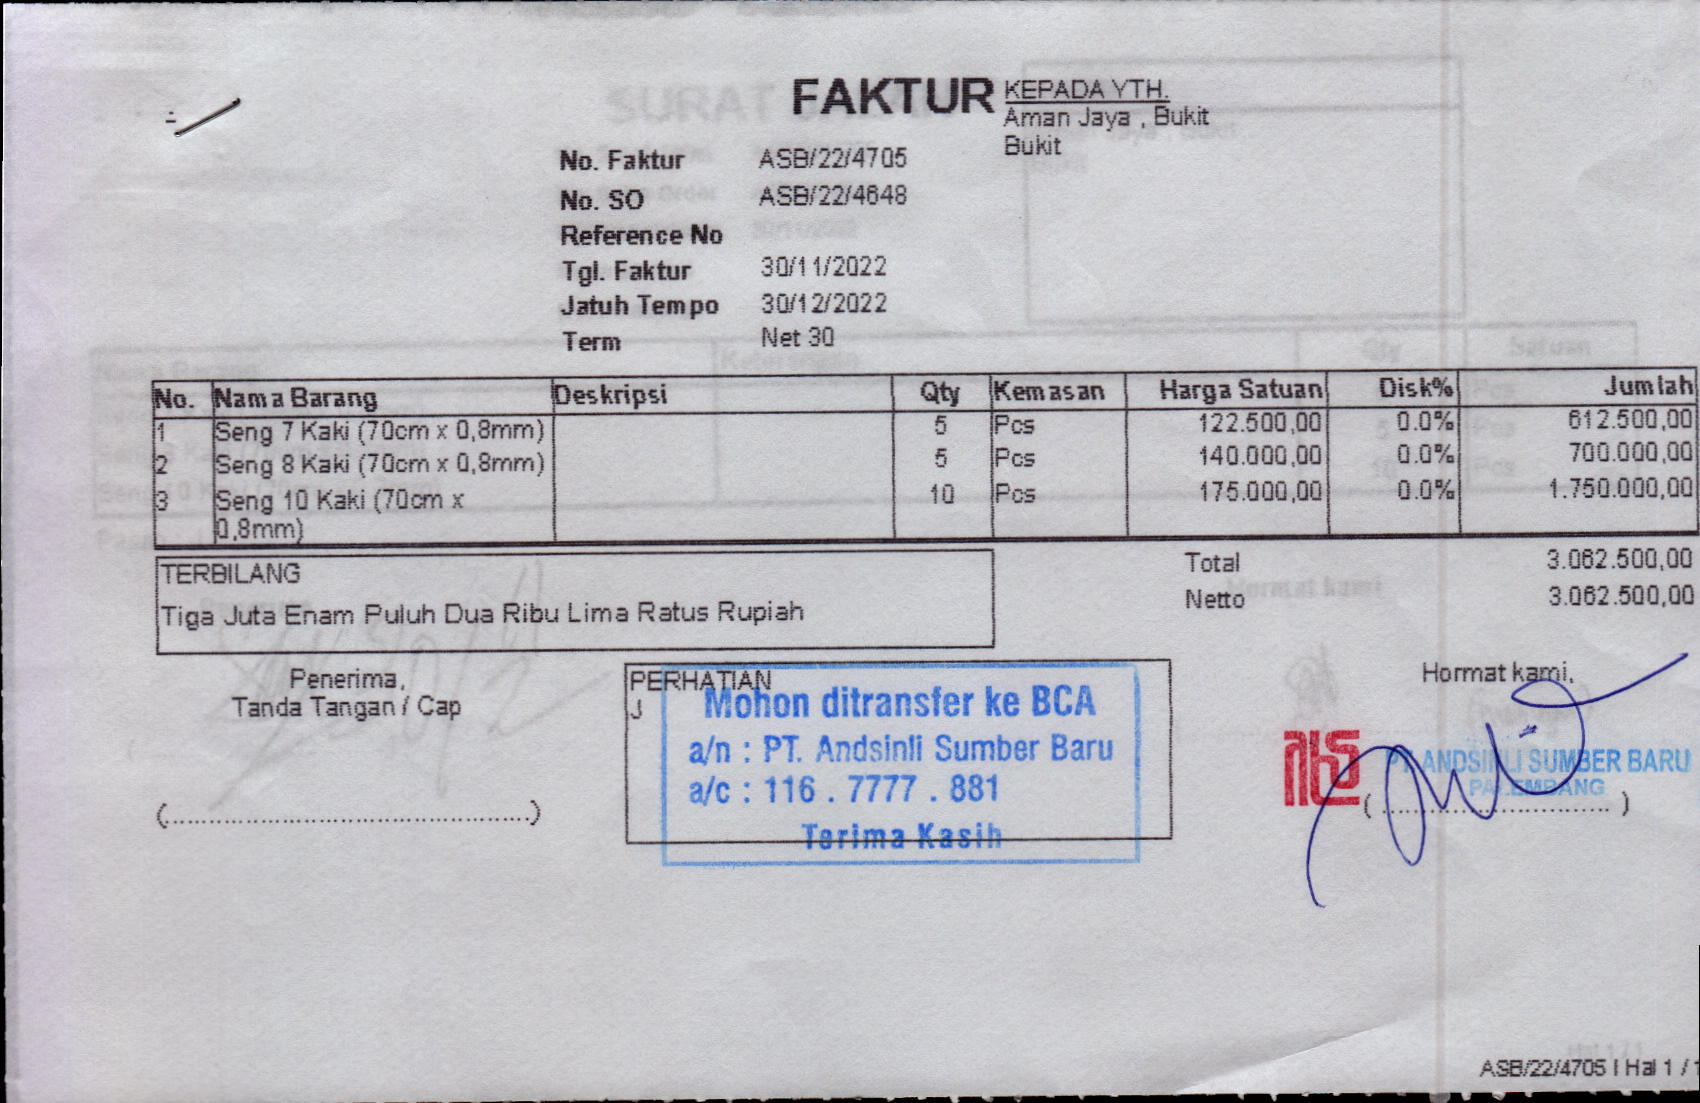 FAKTUR
KEPADA YTH.
Aman Jaya , Bukit
Bukit
No. Faktur ASB/22/4705
No. SO ASB/22/4648
Reference No
Tgl. Faktur 30/11/2022
Jatuh Tempo 30/12/2022
Term Net 30
No. Nama Barang Deskripsi Qty Kemasan Harga Satuan Disk% Jumlah
1 Seng 7 Kaki (70cm x 0,8mm) 5 Pcs 122.500,00 0.0% 612.500,00
2 Seng 8 Kaki (70cm x 0,8mm) 5 Pcs 140.000,00 0.0% 700.000,00
3 Seng 10 Kaki (70cm x 10 Pcs 175.000,00 0.0% 1.750.000,00
0,8mm)
Total 3.062.500,00
Netto 3.062.500,00
TERBILANG
Tiga Juta Enam Puluh Dua Ribu Lima Ratus Rupiah
Penerima,
Tanda Tangan / Cap
(..............................................)
PERHATIAN
J
Mohon ditransfer ke BCA
a/n : PT. Andsinli Sumber Baru
a/c : 116 . 7777 . 881
Terima Kasih
Hormat kami,
PT. ANDSINLI SUMBER BARU
PALEMBANG
( ............................. )
ASB/22/4705 | Hal 1 / 1